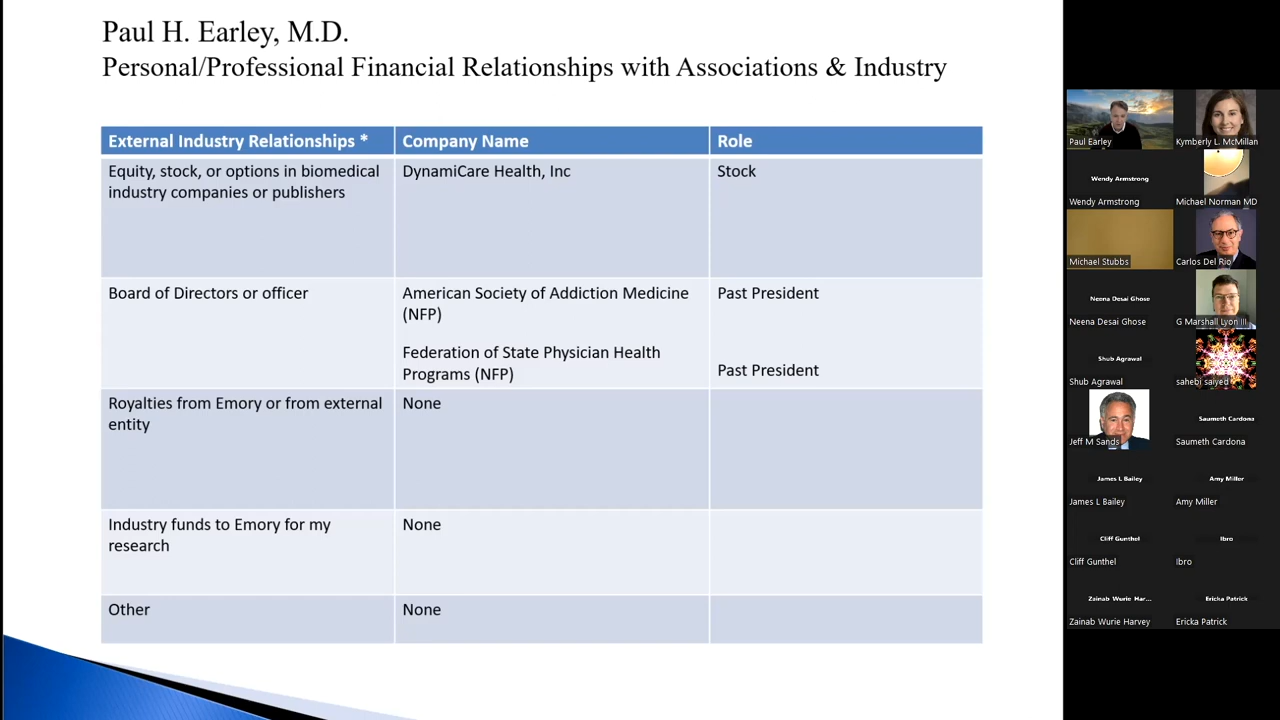 Paul H. Earley, M.D.
Personal/Professional Financial Relationships with Associations & Industry
External Industry Relationships *
Company Name
Role
Equity, stock, or options in biomedical
industry companies or publishers
DynamiCare Health, Inc
Stock
Board of Directors or officer
American Society of Addiction Medicine
(NFP)
Past President
Federation of State Physician Health
Programs (NFP)
Past President
Royalties from Emory or from external
entity
None
Industry funds to Emory for my
research
None
Other
None
Paul Earley
Kymberly L. McMillan
Wendy Armstrong
Wendy Armstrong
Michael Norman MD
Michael Stubbs
Carlos Del Rio
Neena Desai Ghose
Neena Desai Ghose
G Marshall Lyon III
Shub Agrawal
Shub Agrawal
sahebi saiyed
Jeff M Sands
Saumeth Cardona
Saumeth Cardona
James L Bailey
James L Bailey
Amy Miller
Amy Miller
Cliff Gunthel
Cliff Gunthel
Ibro
Ibro
Zainab Wurie Har...
Zainab Wurie Harvey
Ericka Patrick
Ericka Patrick